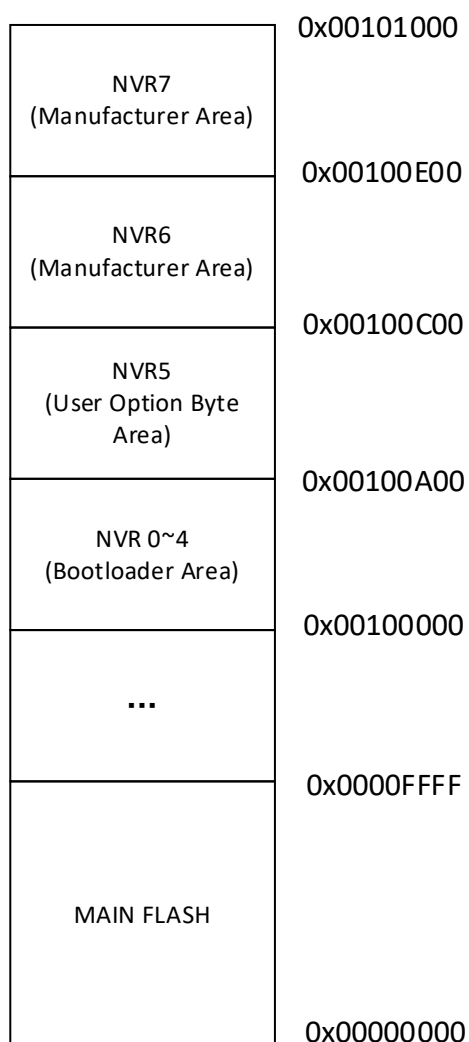 0x00101000
NVR7
(Manufacturer Area)
0x00100E00
NVR6
(Manufacturer Area)
0x00100C00
NVR5
(User Option Byte
Area)
0x00100A00
NVR 0~4
(Bootloader Area)
0x00100000
...
0x0000FFFF
MAIN FLASH
0x00000000